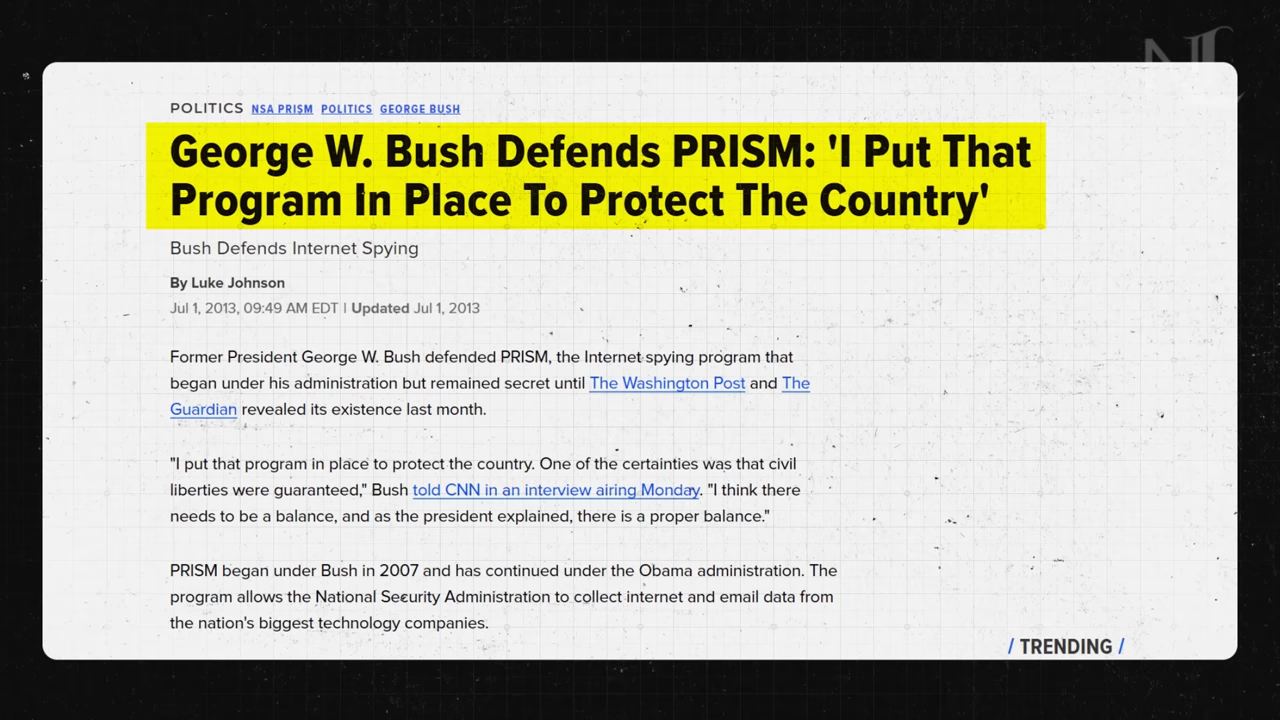 POLITICS NSA PRISM POLITICS GEORGE BUSH
George W. Bush Defends PRISM: 'I Put That
Program In Place To Protect The Country'
Bush Defends Internet Spying
By Luke Johnson
Jul 1, 2013, 09:49 AM EDT | Updated Jul 1, 2013
Former President George W. Bush defended PRISM, the Internet spying program that
began under his administration but remained secret until The Washington Post and The
Guardian revealed its existence last month.
"I put that program in place to protect the country. One of the certainties was that civil
liberties were guaranteed," Bush told CNN in an interview airing Monday. "I think there
needs to be a balance, and as the president explained, there is a proper balance."
PRISM began under Bush in 2007 and has continued under the Obama administration. The
program allows the National Security Administration to collect internet and email data from
the nation's biggest technology companies.
/ TRENDING /